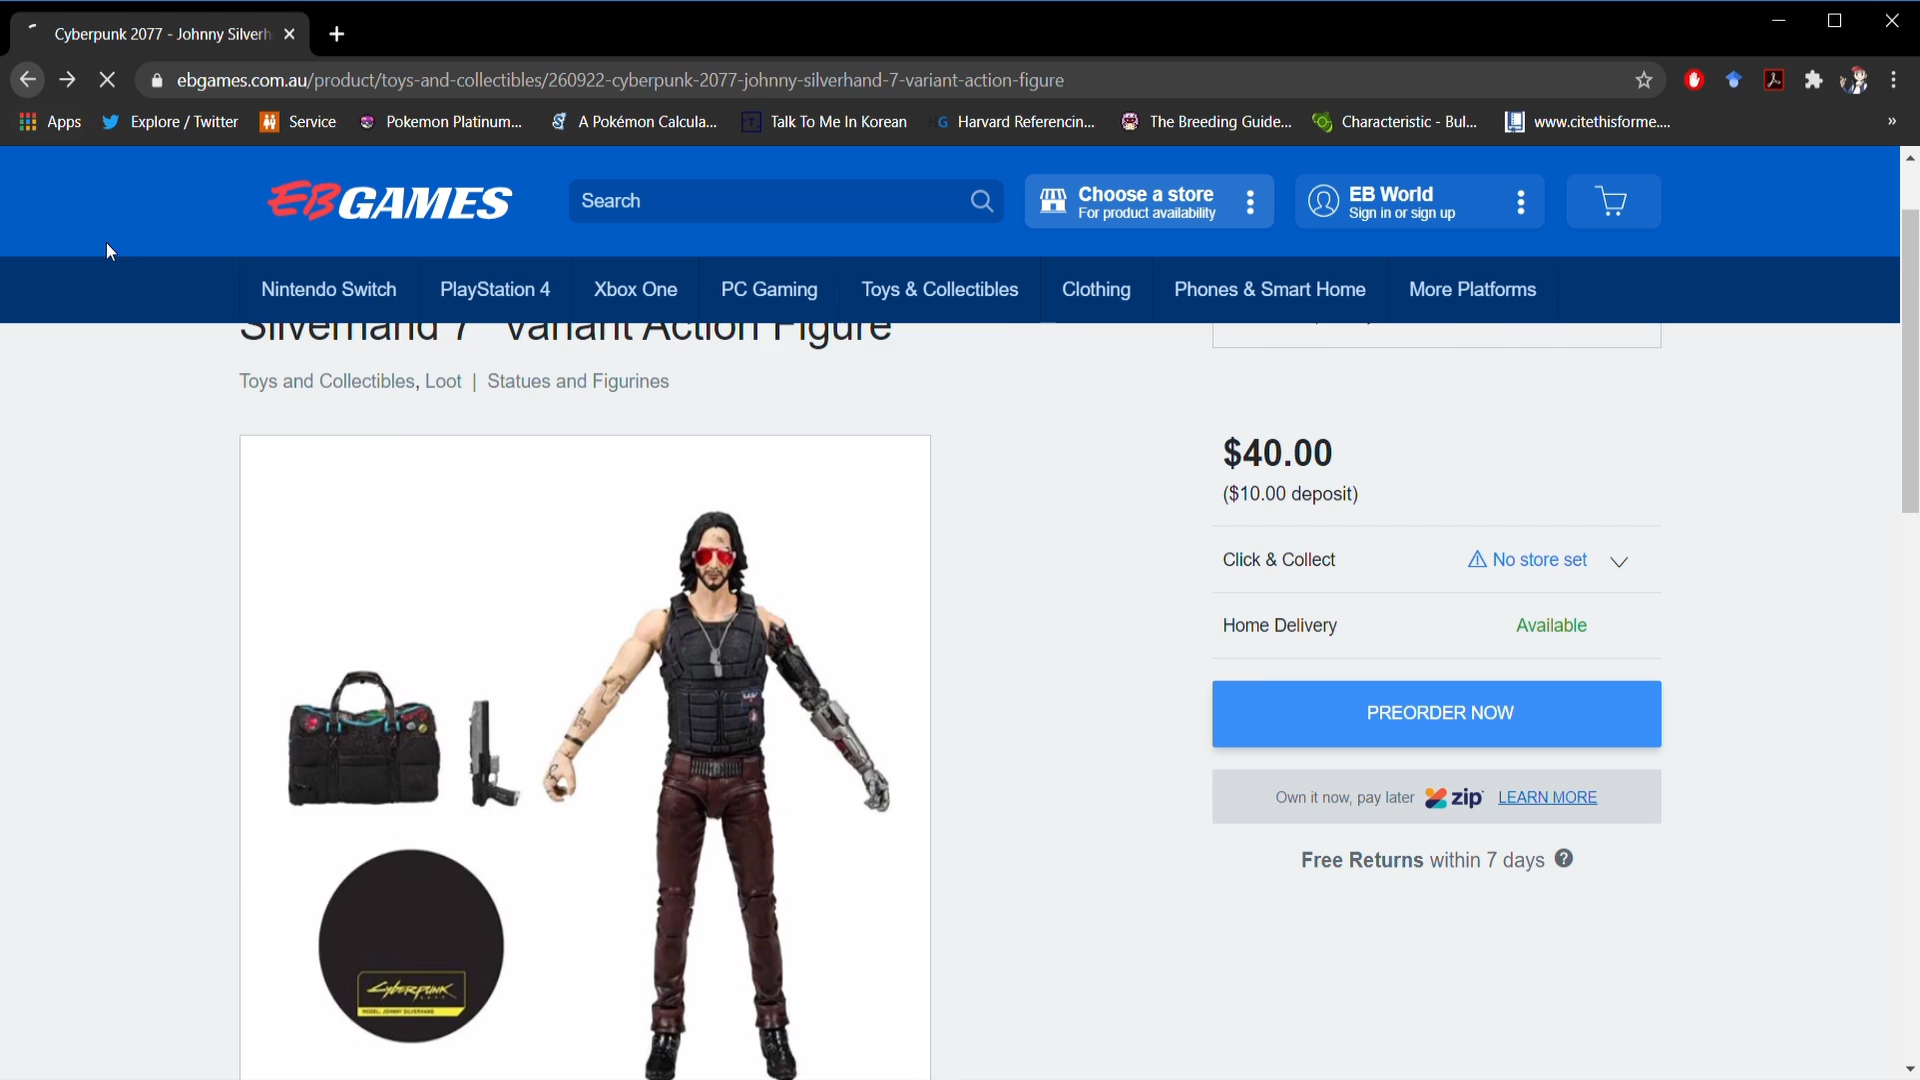 Cyberpunk 2077 - Johnny Silverh
ebgames.com.au/product/toys-and-collectibles/260922-cyberpunk-2077-johnny-silverhand-7-variant-action-figure
Apps Explore / Twitter Service Pokemon Platinum... A Pokémon Calcula... Talk To Me In Korean Harvard Referencin... The Breeding Guide... Characteristic - Bul... www.citethisforme....
EB GAMES
Search
Choose a store
For product availability
EB World
Sign in or sign up
Nintendo Switch PlayStation 4 Xbox One PC Gaming Toys & Collectibles Clothing Phones & Smart Home More Platforms
Silverhand 7" Variant Action Figure
Toys and Collectibles, Loot | Statues and Figurines
$40.00
($10.00 deposit)
Click & Collect No store set
Home Delivery Available
PREORDER NOW
Own it now, pay later zip LEARN MORE
Free Returns within 7 days
CYBERPUNK
MODEL: JOHNNY SILVERHAND